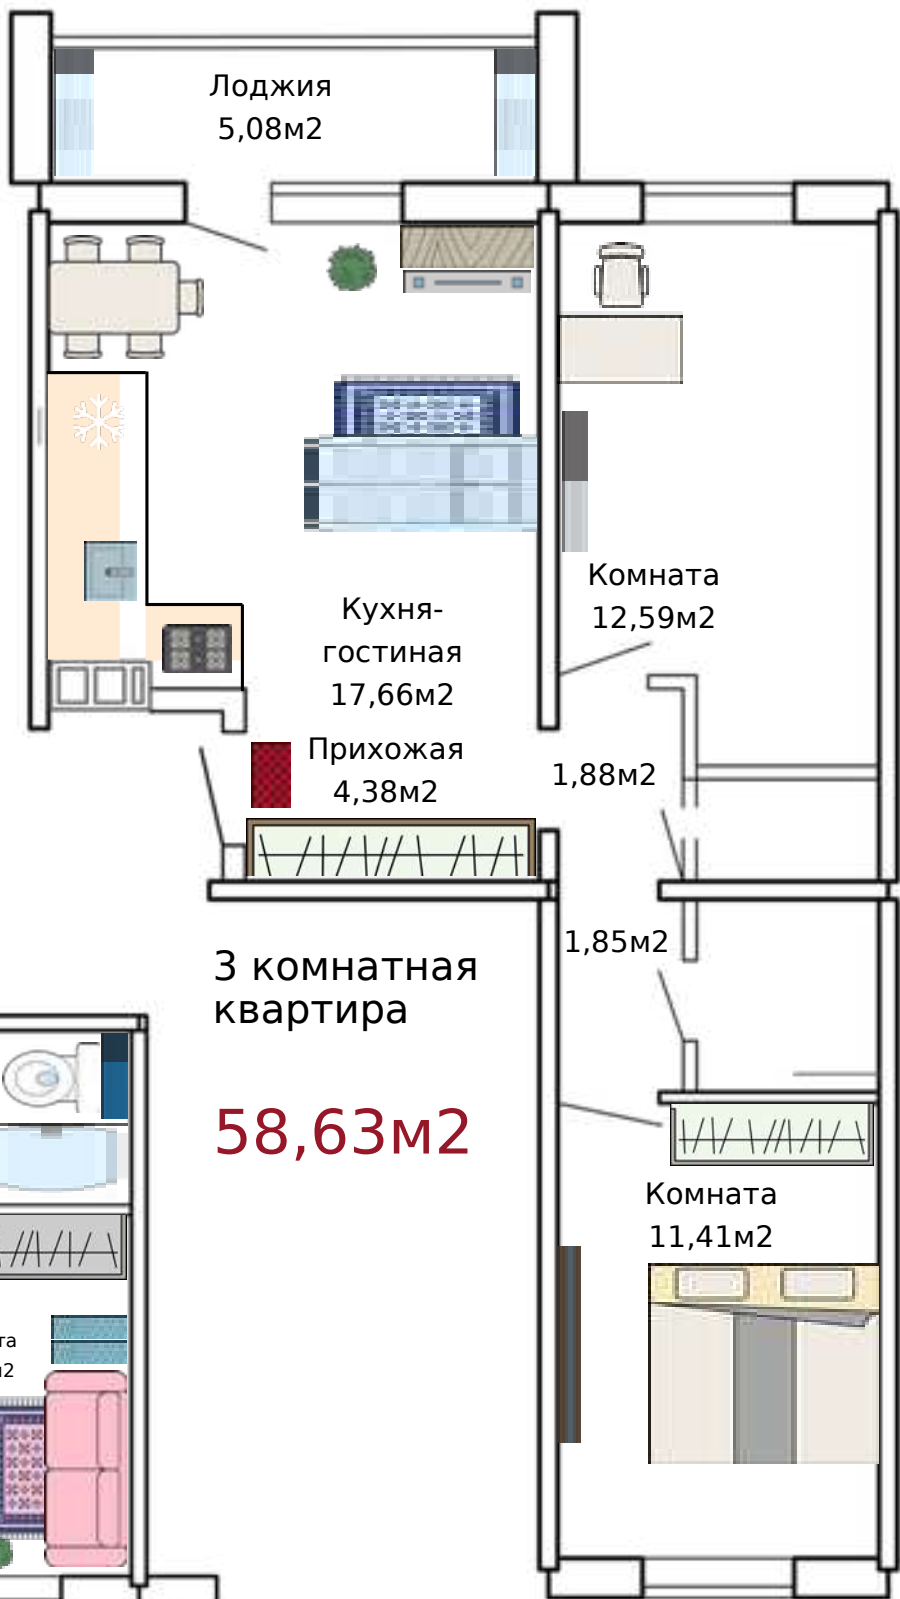 Лоджия
5,08м2
Комната
12,59м2
Кухня-
гостиная
17,66м2
Прихожая
4,38м2
1,88м2
1,85м2
3 комнатная
квартира
58,63м2
Комната
11,41м2